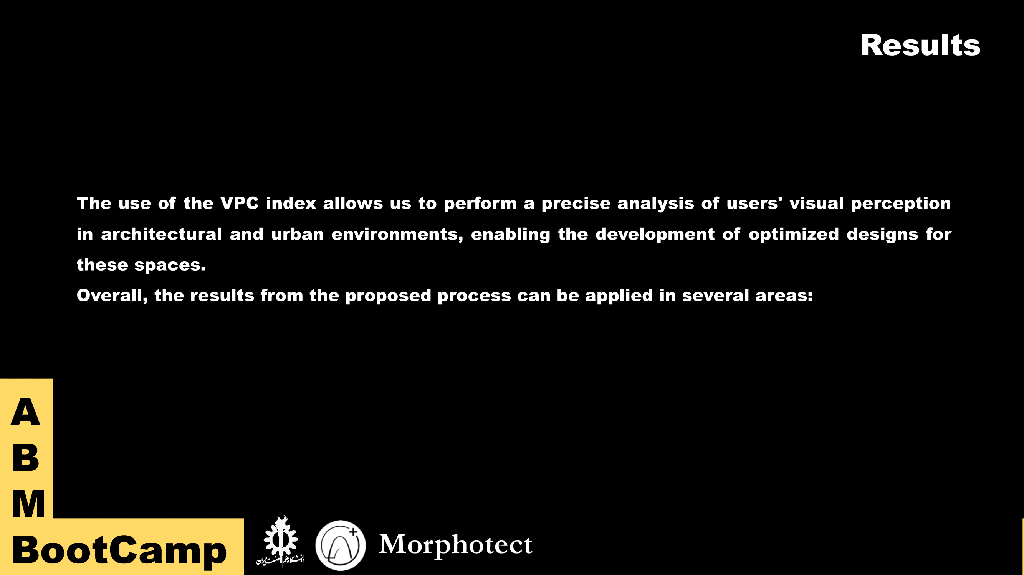 Results
The use of the VPC index allows us to perform a precise analysis of users' visual perception
in architectural and urban environments, enabling the development of optimized designs for
these spaces.
Overall, the results from the proposed process can be applied in several areas:
A
B
M
BootCamp
Morphotect